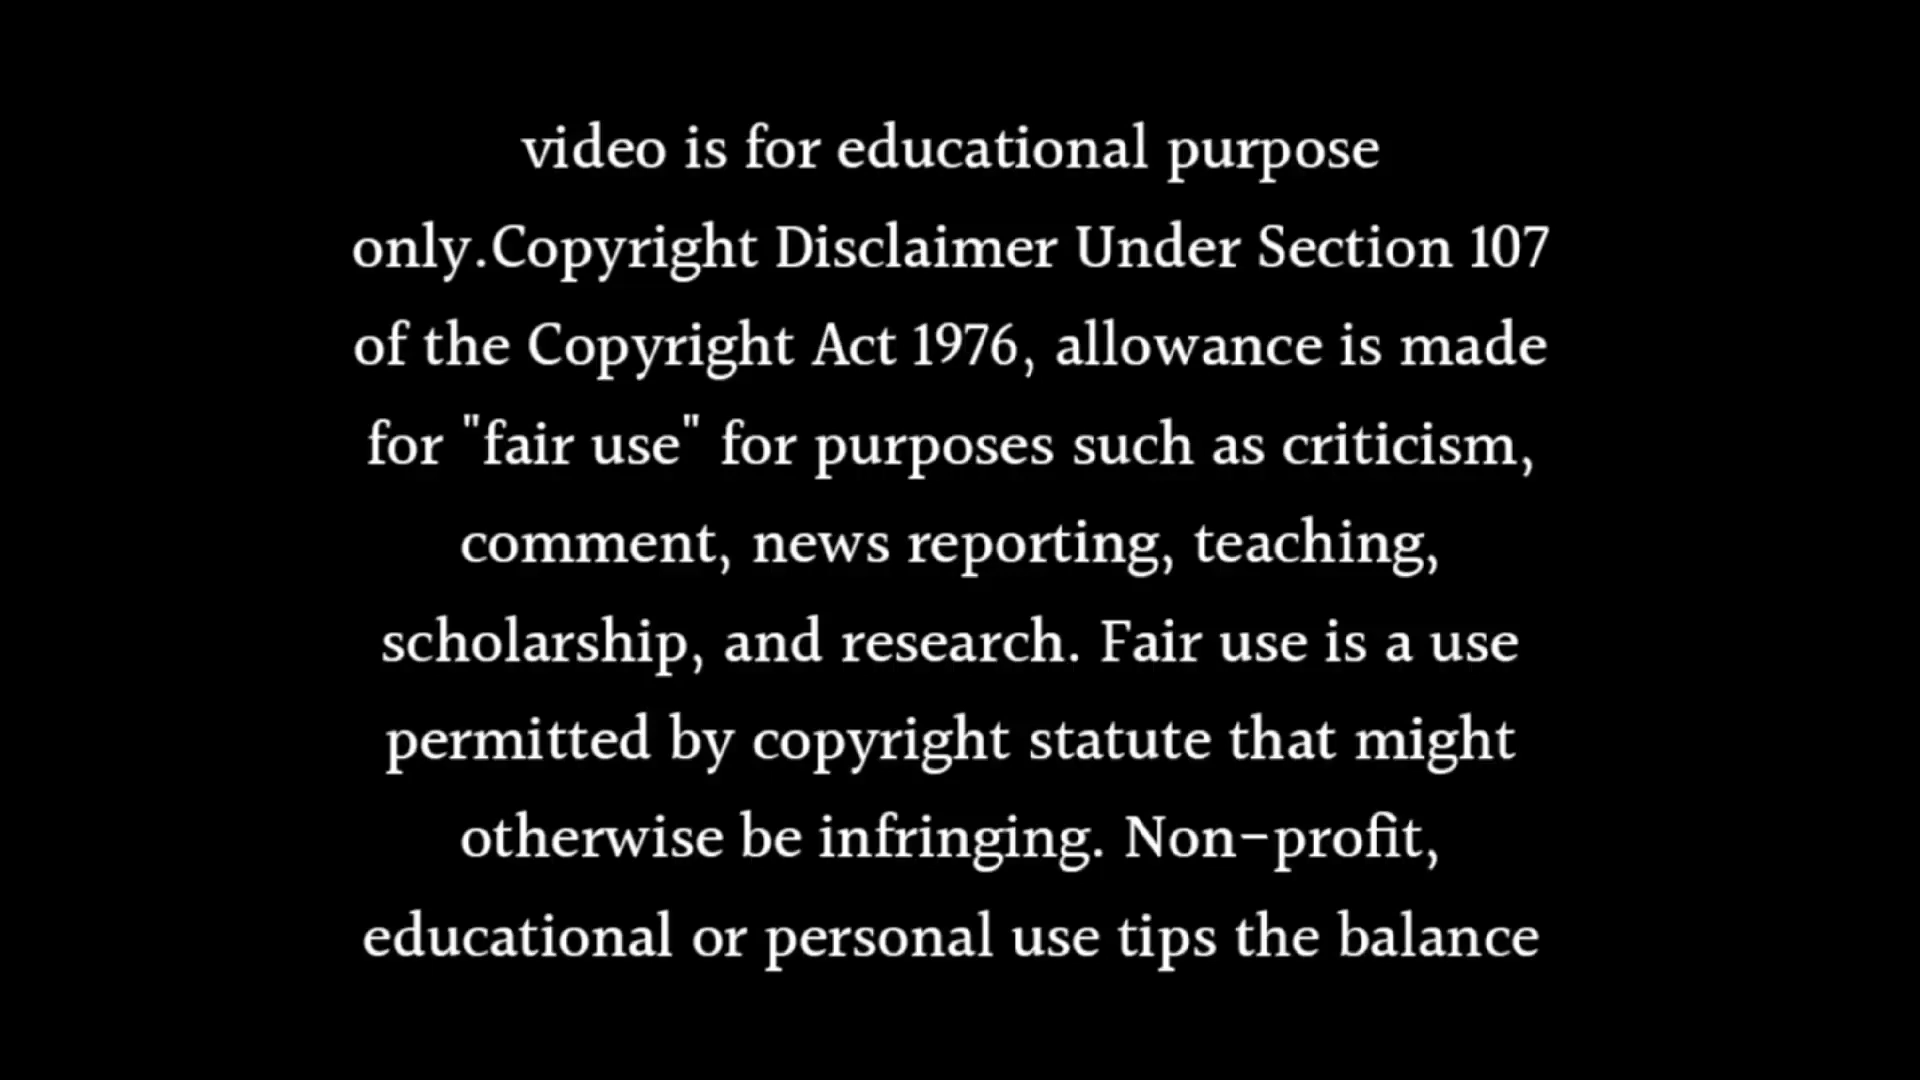 video is for educational purpose
only.Copyright Disclaimer Under Section 107
of the Copyright Act 1976, allowance is made
for "fair use" for purposes such as criticism,
comment, news reporting, teaching,
scholarship, and research. Fair use is a use
permitted by copyright statute that might
otherwise be infringing. Non-profit,
educational or personal use tips the balance